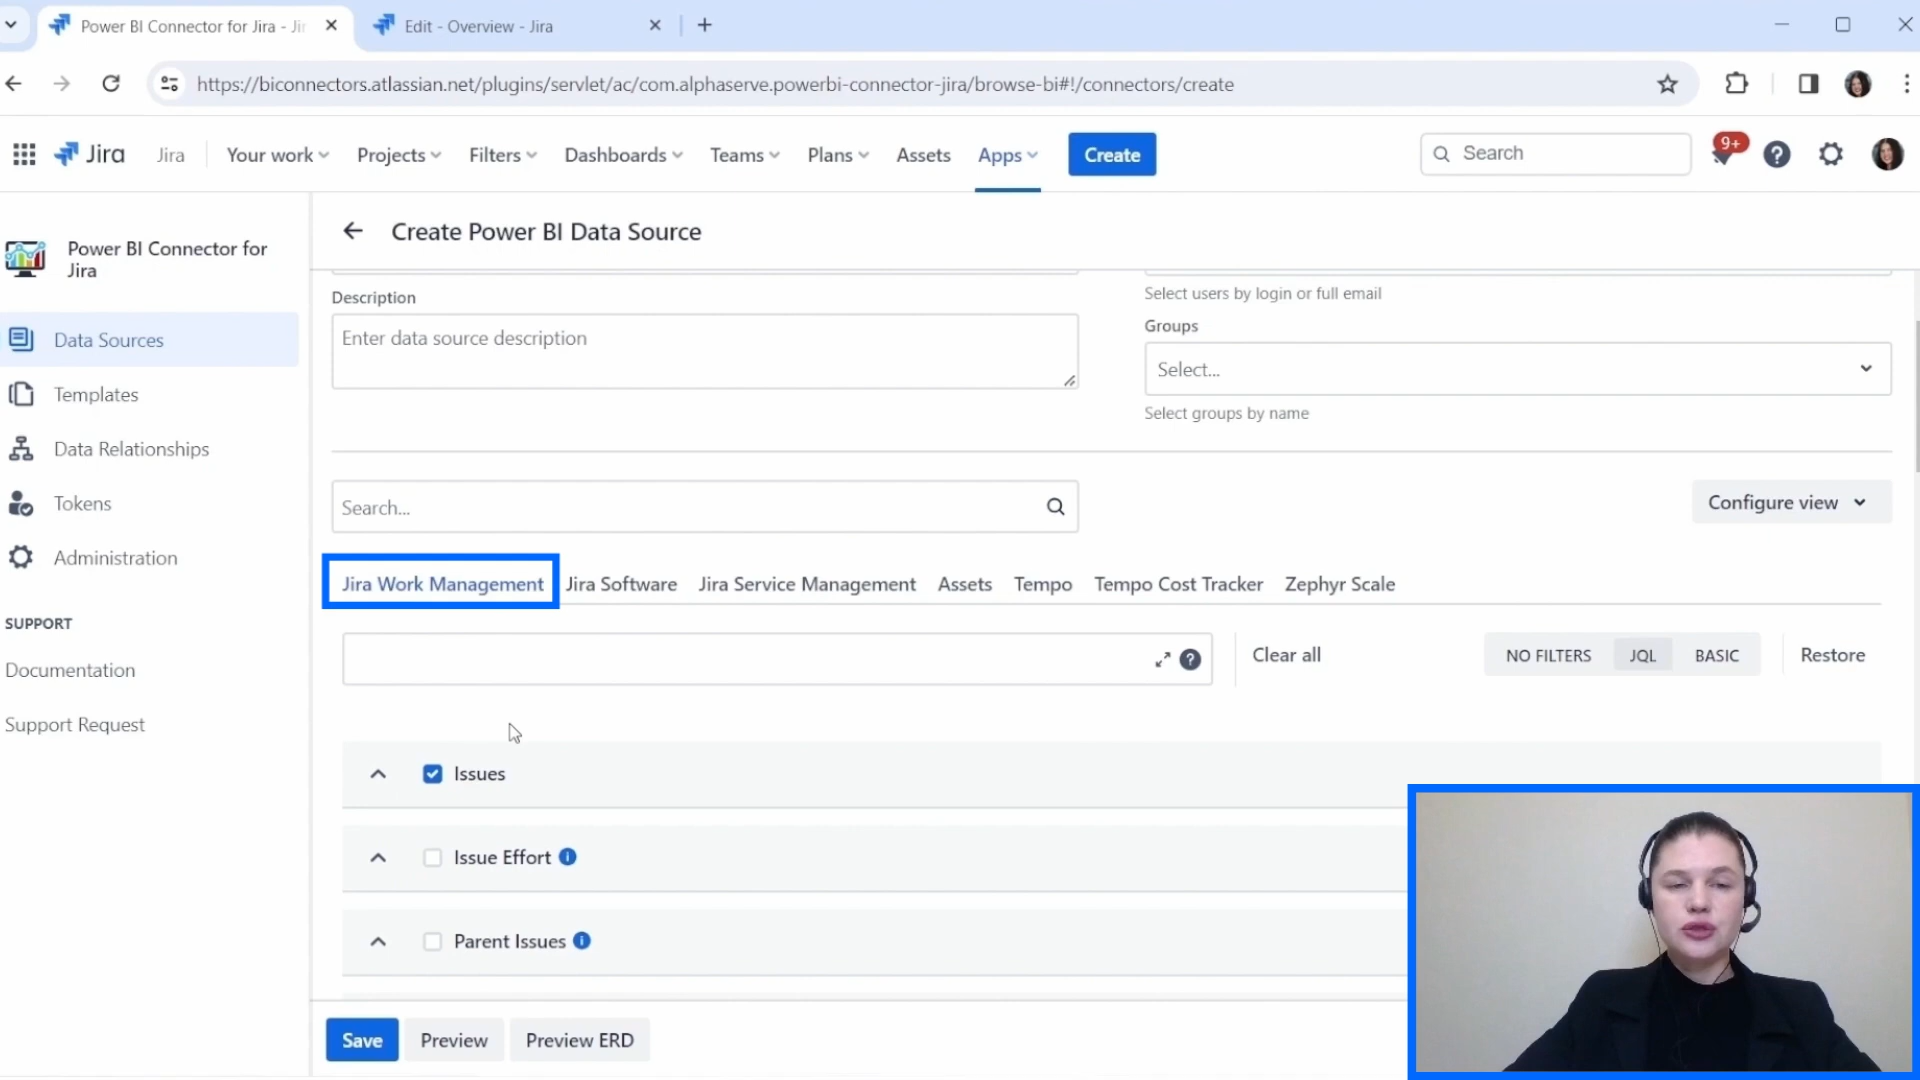 Power BI Connector for Jira - Jir
Edit - Overview - Jira
https://biconnectors.atlassian.net/plugins/servlet/ac/com.alphaserve.powerbi-connector-jira/browse-bi#!/connectors/create
Jira
Jira
Your work
Projects
Filters
Dashboards
Teams
Plans
Assets
Apps
Create
Search
9+
Power BI Connector for
Jira
Data Sources
Templates
Data Relationships
Tokens
Administration
SUPPORT
Documentation
Support Request
Create Power BI Data Source
Description
Enter data source description
Select users by login or full email
Groups
Select...
Select groups by name
Search...
Configure view
Jira Work Management
Jira Software
Jira Service Management
Assets
Tempo
Tempo Cost Tracker
Zephyr Scale
Clear all
NO FILTERS
JQL
BASIC
Restore
Issues
Issue Effort
Parent Issues
Save
Preview
Preview ERD